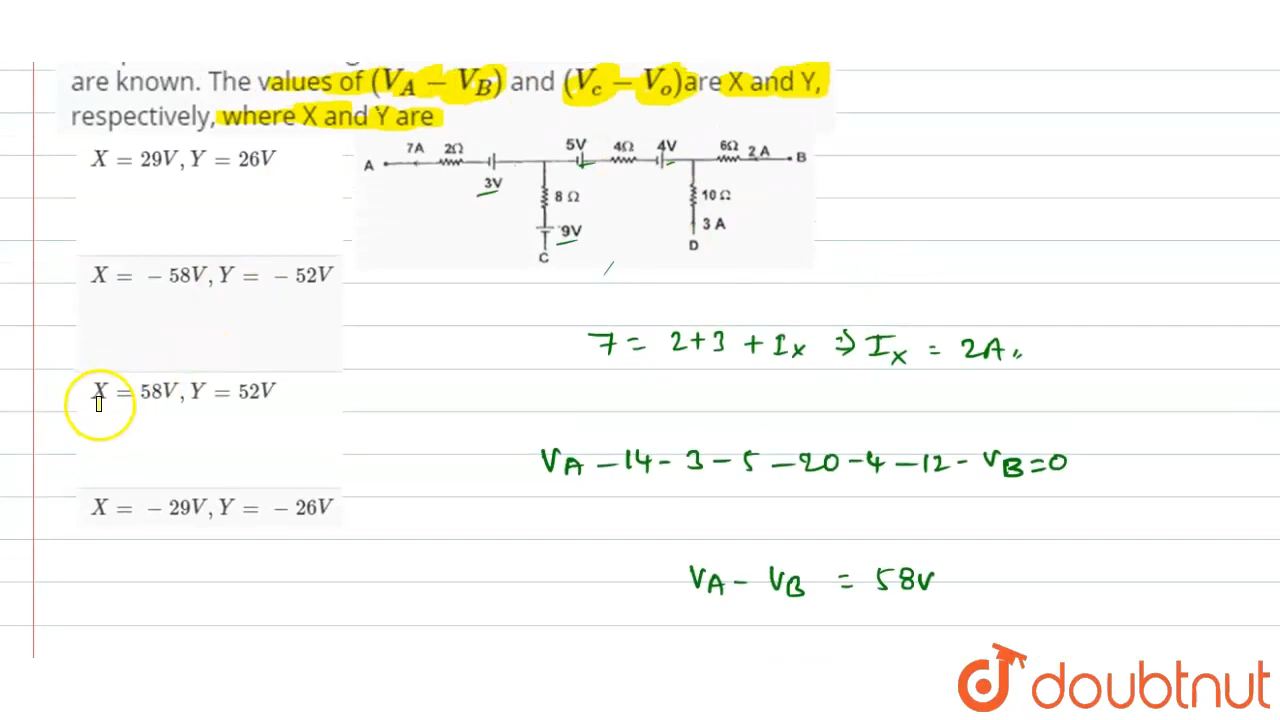 are known. The values of (V_A − V_B) and (V_c − V_o)are X and Y,
respectively, where X and Y are
X = 29V, Y = 26V
X = − 58V, Y = − 52V
X = 58V, Y = 52V
X = − 29V, Y = − 26V
A 7A 2Ω 5V 4Ω 4V 6Ω 2 A B
3V 8 Ω 10 Ω
9V 3 A
C D
7 = 2+3 + I_X ⇒ I_X = 2A
V_A − 14 − 3 − 5 − 20 − 4 − 12 − V_B = 0
V_A − V_B = 58V
doubtnut